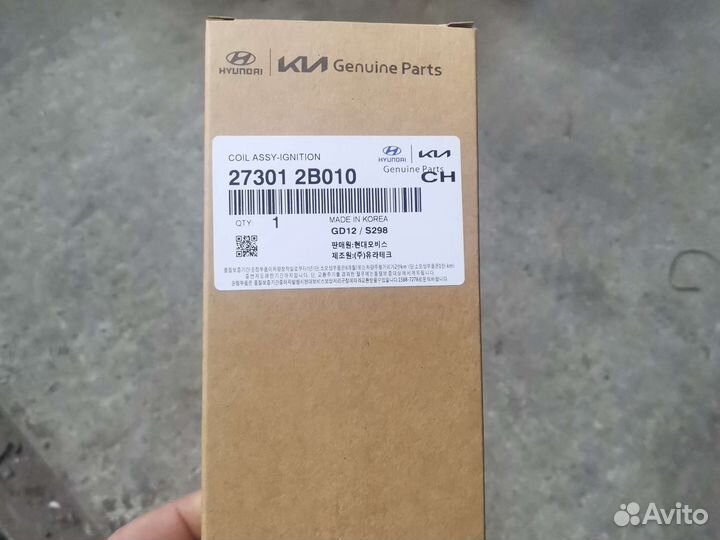 HYUNDAI KIA Genuine Parts
COIL ASSY-IGNITION
HYUNDAI KIA
Genuine Parts
27301 2B010
CH
QTY: 1
MADE IN KOREA
GD12 / S298
판매원:현대모비스
제조원:(주)유라테크
Avito